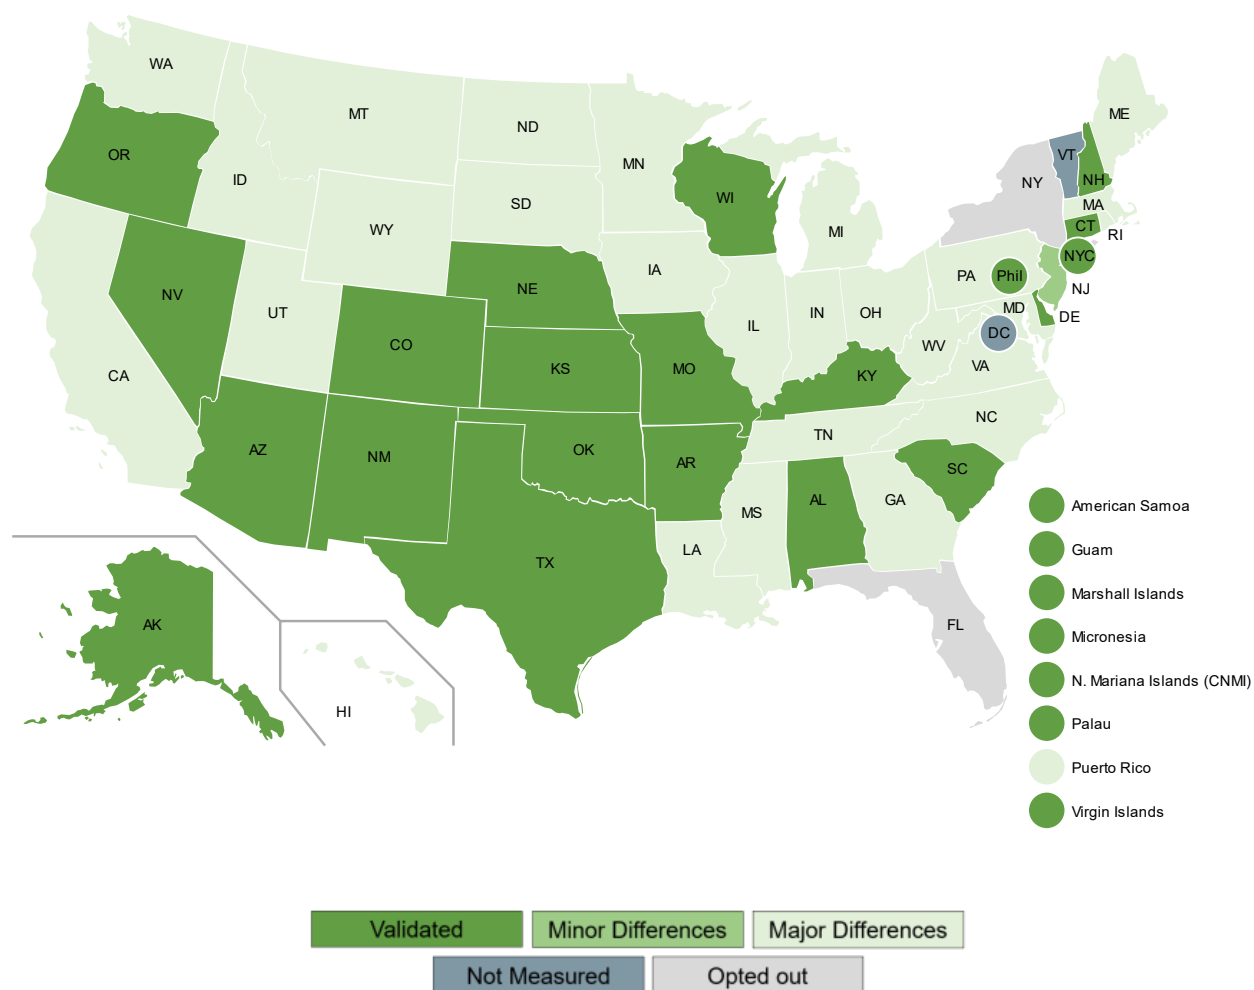 WA
MT
ND
MN
ME
OR
ID
SD
WI
MI
VT
NH
NY
MA
CT
RI
WY
NV
UT
NE
IA
PA
Phil
NYC
NJ
MD
DE
DC
IL
IN
OH
WV
VA
CA
CO
KS
MO
KY
NC
TN
AZ
NM
OK
AR
SC
MS
AL
GA
LA
TX
FL
AK
HI
American Samoa
Guam
Marshall Islands
Micronesia
N. Mariana Islands (CNMI)
Palau
Puerto Rico
Virgin Islands
Validated
Minor Differences
Major Differences
Not Measured
Opted out